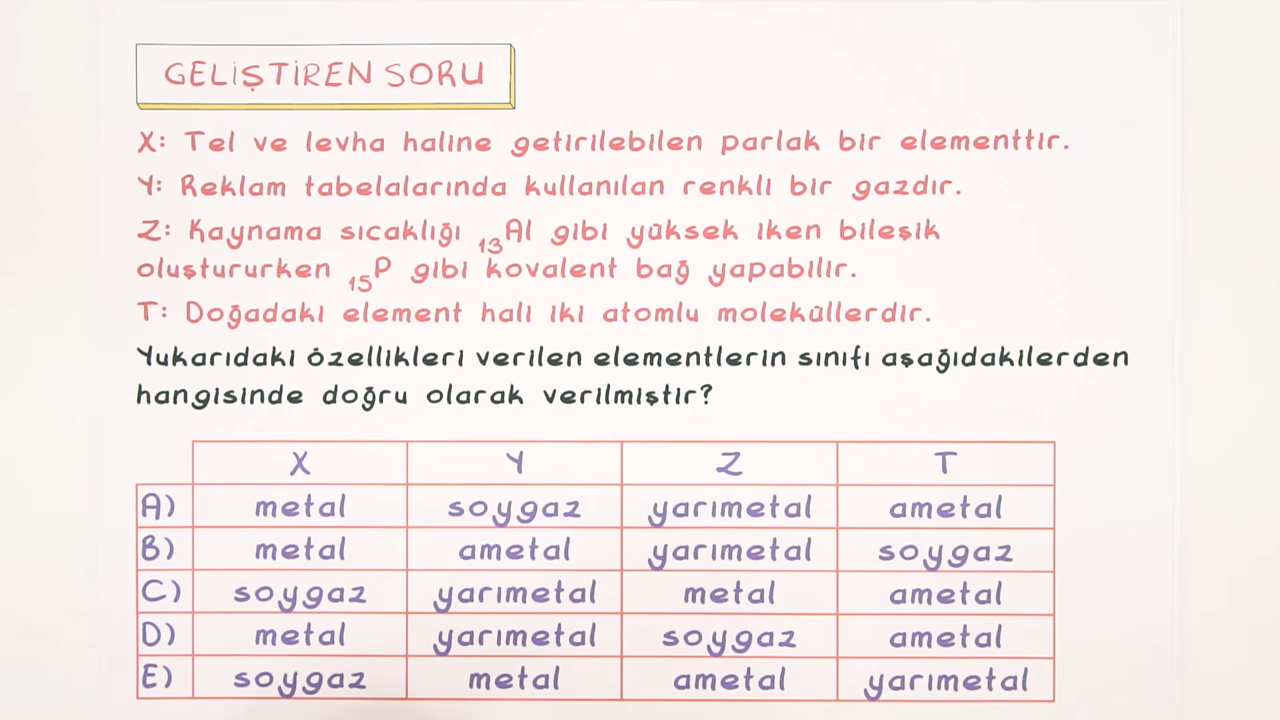 GELİŞTİREN SORU
X: Tel ve levha haline getirilebilen parlak bir elementtir.
Y: Reklam tabelalarında kullanılan renkli bir gazdır.
Z: Kaynama sıcaklığı 13Al gibi yüksek iken bileşik
oluştururken 15P gibi kovalent bağ yapabilir.
T: Doğadaki element hali iki atomlu moleküllerdir.
Yukarıdaki özellikleri verilen elementlerin sınıfı aşağıdakilerden
hangisinde doğru olarak verilmiştir?
X Y Z T
A) metal soygaz yarımetal ametal
B) metal ametal yarımetal soygaz
C) soygaz yarımetal metal ametal
D) metal yarımetal soygaz ametal
E) soygaz metal ametal yarımetal